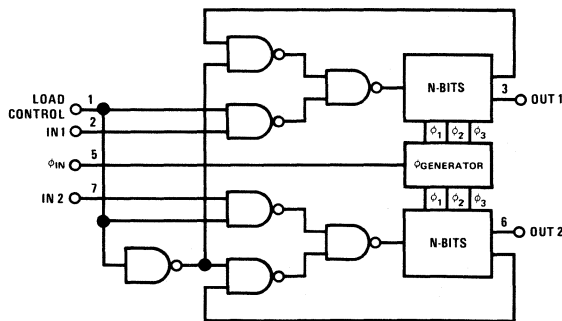 LOAD 1
CONTROL
IN 1 2
N-BITS
3 OUT 1
ϕ1 ϕ2 ϕ3
ϕIN 5
ϕGENERATOR
IN 2 7
ϕ1 ϕ2 ϕ3
N-BITS
6 OUT 2